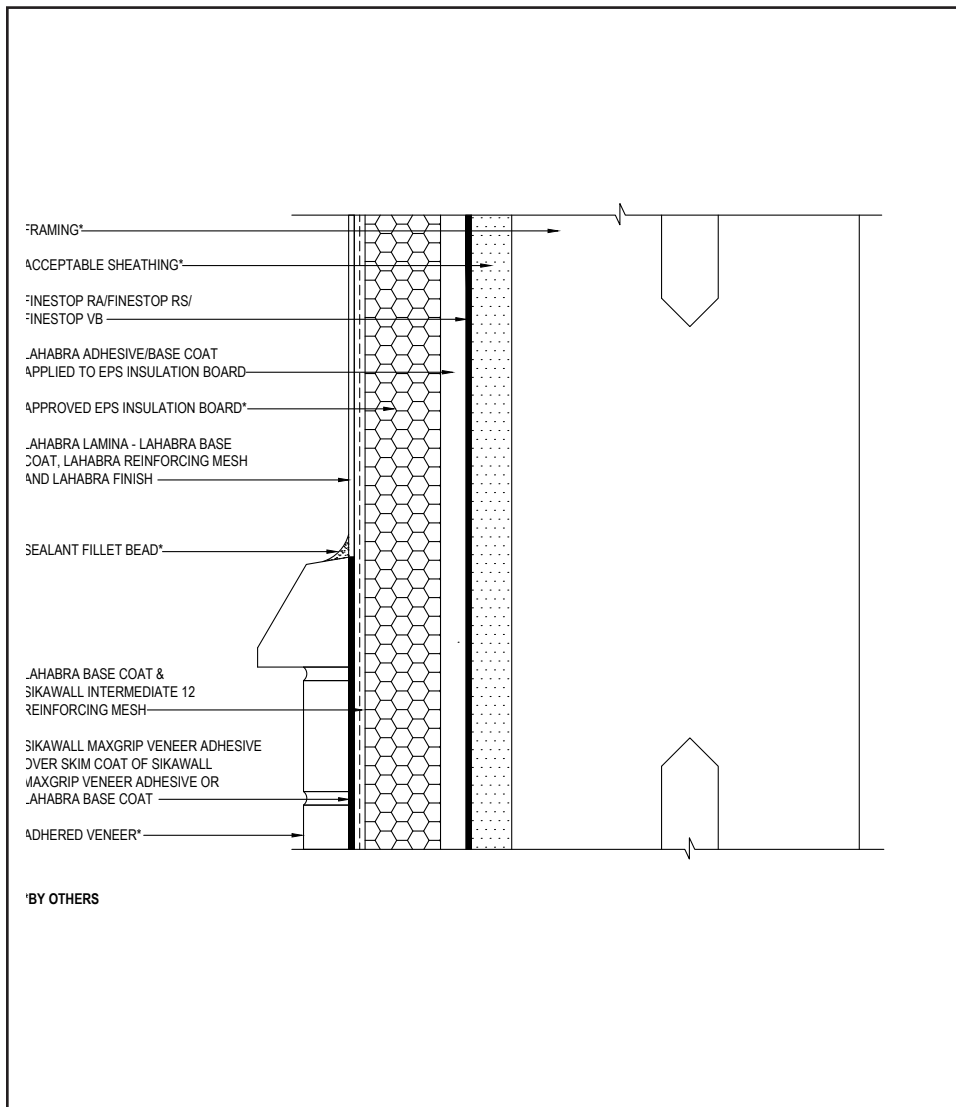 FRAMING*
ACCEPTABLE SHEATHING*
FINESTOP RA/FINESTOP RS/
FINESTOP VB
LAHABRA ADHESIVE/BASE COAT
APPLIED TO EPS INSULATION BOARD
APPROVED EPS INSULATION BOARD*
LAHABRA LAMINA - LAHABRA BASE
COAT, LAHABRA REINFORCING MESH
AND LAHABRA FINISH
SEALANT FILLET BEAD*
LAHABRA BASE COAT &
SIKAWALL INTERMEDIATE 12
REINFORCING MESH
SIKAWALL MAXGRIP VENEER ADHESIVE
OVER SKIM COAT OF SIKAWALL
MAXGRIP VENEER ADHESIVE OR
LAHABRA BASE COAT
ADHERED VENEER*
*BY OTHERS